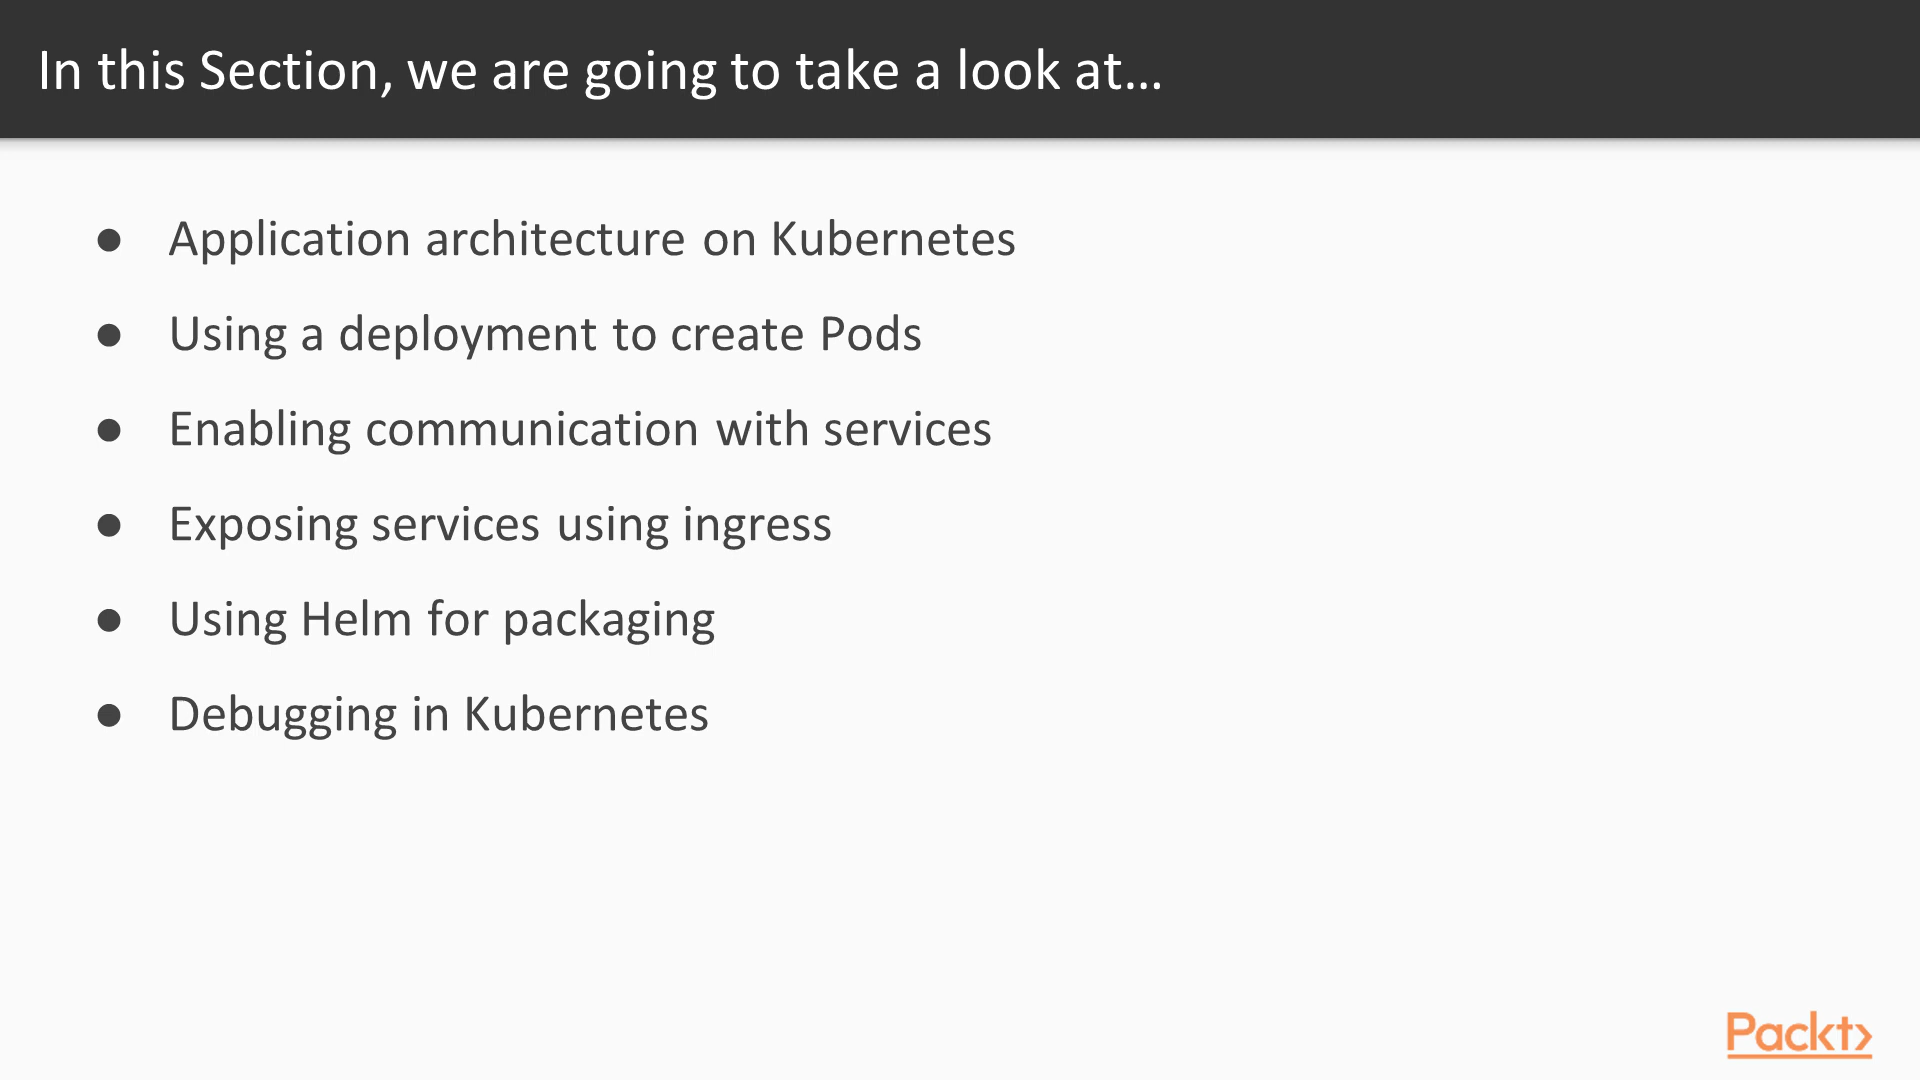 In this Section, we are going to take a look at...
● Application architecture on Kubernetes
● Using a deployment to create Pods
● Enabling communication with services
● Exposing services using ingress
● Using Helm for packaging
● Debugging in Kubernetes
Packt>